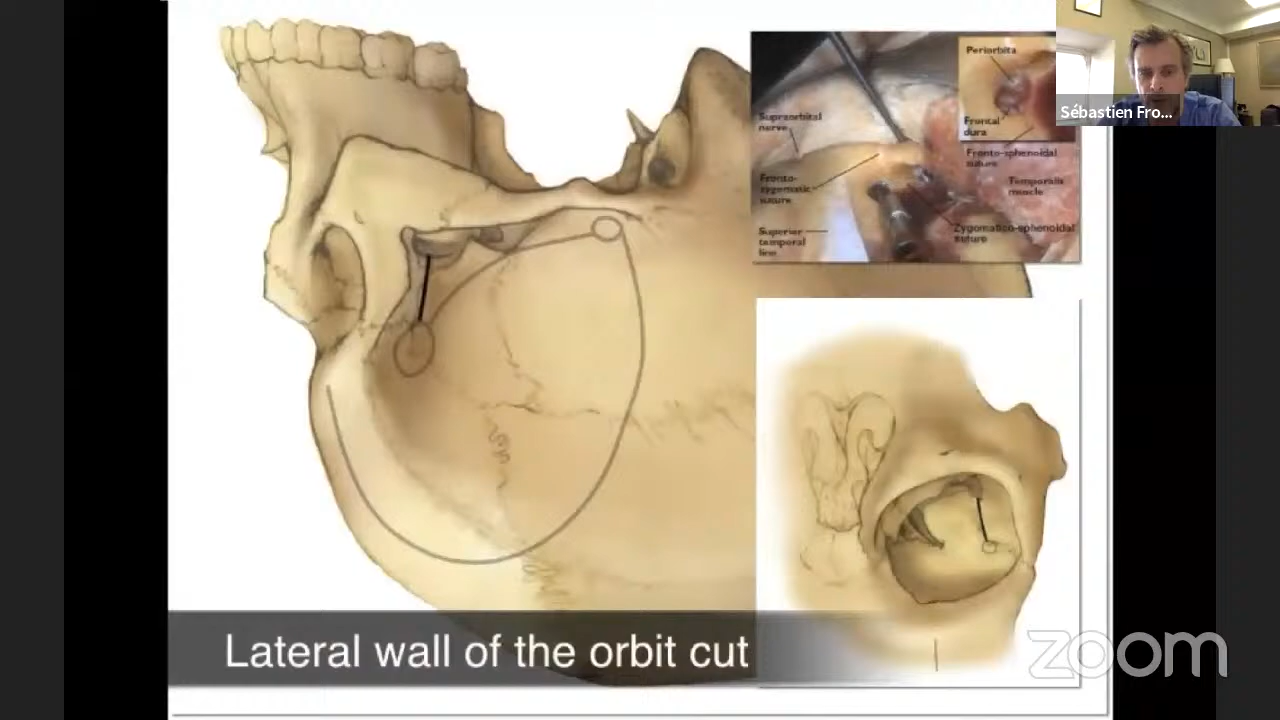 Periorbita
Frontal
dura
Supraorbital
nerve
Fronto-
zygomatic
suture
Superior
temporal
line
Fronto-sphenoidal
suture
Temporalis
muscle
Zygomatico-sphenoidal
suture
Sébastien Fro...
Lateral wall of the orbit cut
zoom